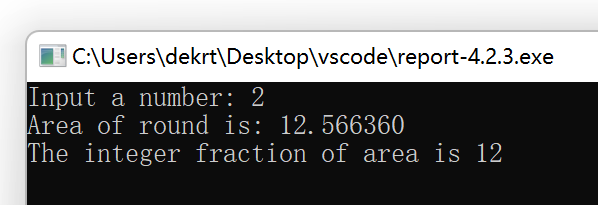 C:\Users\dekrt\Desktop\vscode\report-4.2.3.exe
Input a number: 2
Area of round is: 12.566360
The integer fraction of area is 12